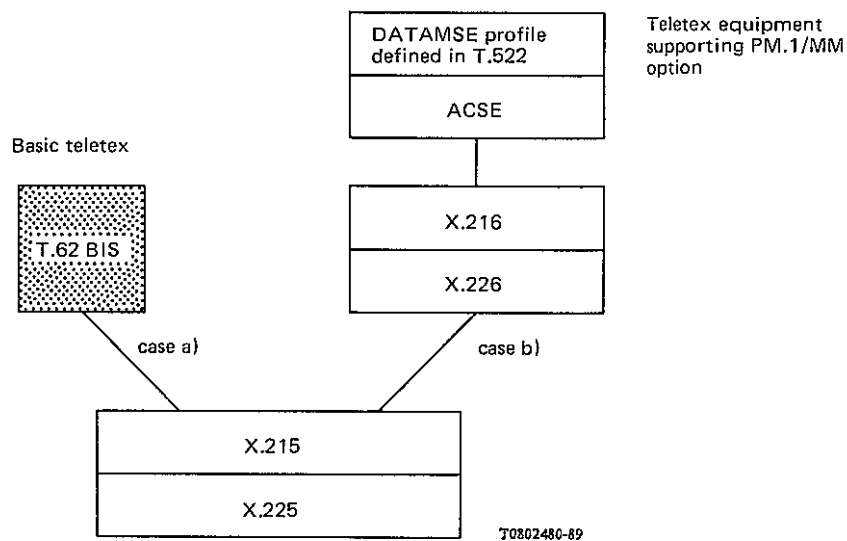 DATAMSE profile
defined in T.522
Teletex equipment
supporting PM.1/MM
option
ACSE
Basic teletex
T.62 BIS
X.216
X.226
case a)
case b)
X.215
X.225
T0802480-89